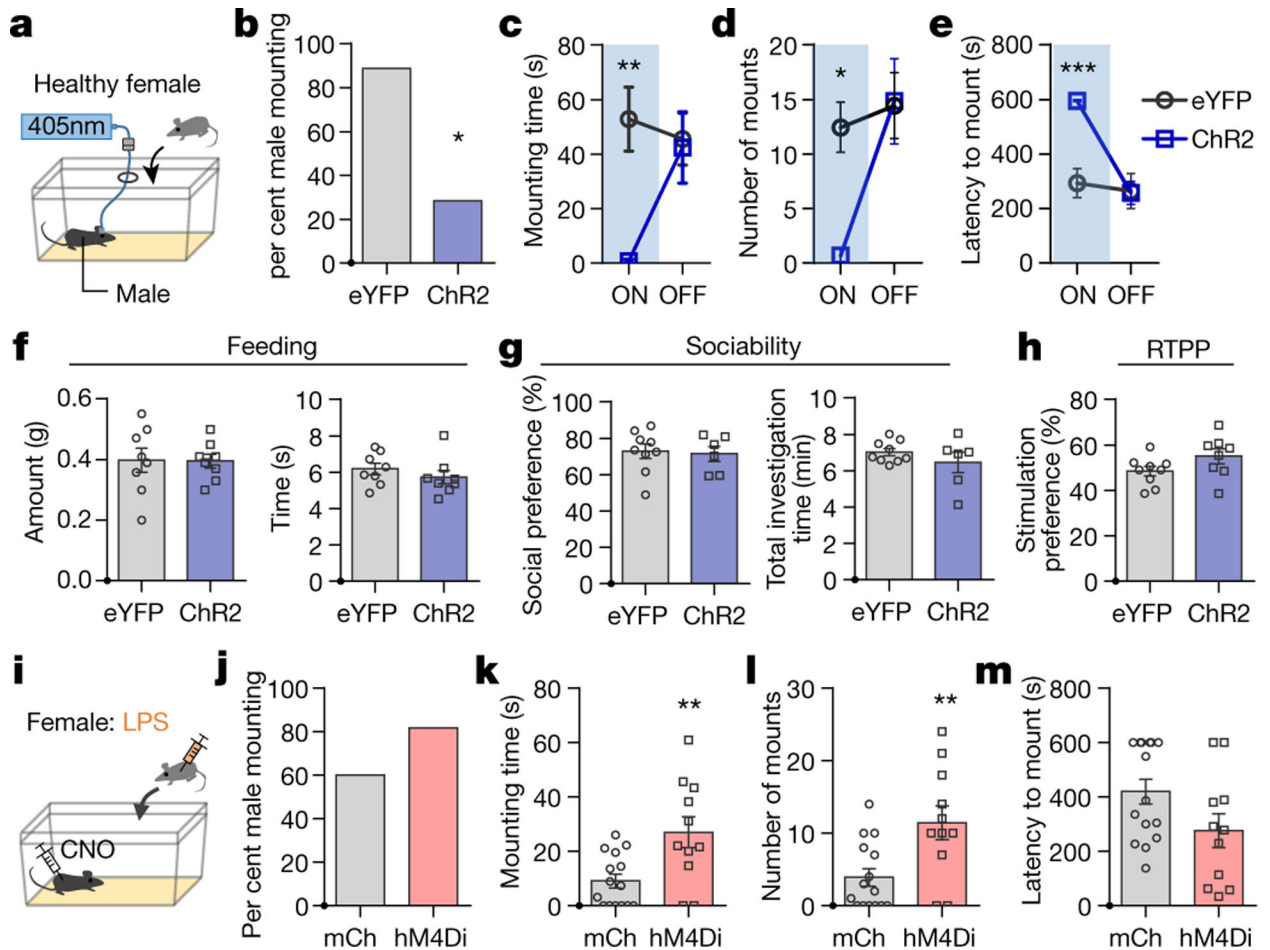 a
Healthy female
405nm
Male
b
per cent male mounting
100
80
60
40
20
0
*
eYFP ChR2
c
Mounting time (s)
80
60
40
20
0
**
ON OFF
d
Number of mounts
20
15
10
5
0
*
ON OFF
e
Latency to mount (s)
800
600
400
200
0
***
ON OFF
eYFP
ChR2
f
Feeding
Amount (g)
0.6
0.4
0.2
0.0
eYFP ChR2
Time (s)
10
8
6
4
2
0
eYFP ChR2
g
Sociability
Social preference (%)
100
80
60
40
20
0
eYFP ChR2
Total investigation
time (min)
10
8
6
4
2
0
eYFP ChR2
h
RTPP
Stimulation
preference (%)
80
60
40
20
0
eYFP ChR2
i
Female: LPS
CNO
j
Per cent male mounting
100
80
60
40
20
0
mCh hM4Di
k
Mounting time (s)
80
60
40
20
0
**
mCh hM4Di
l
Number of mounts
30
20
10
0
**
mCh hM4Di
m
Latency to mount (s)
800
600
400
200
0
mCh hM4Di